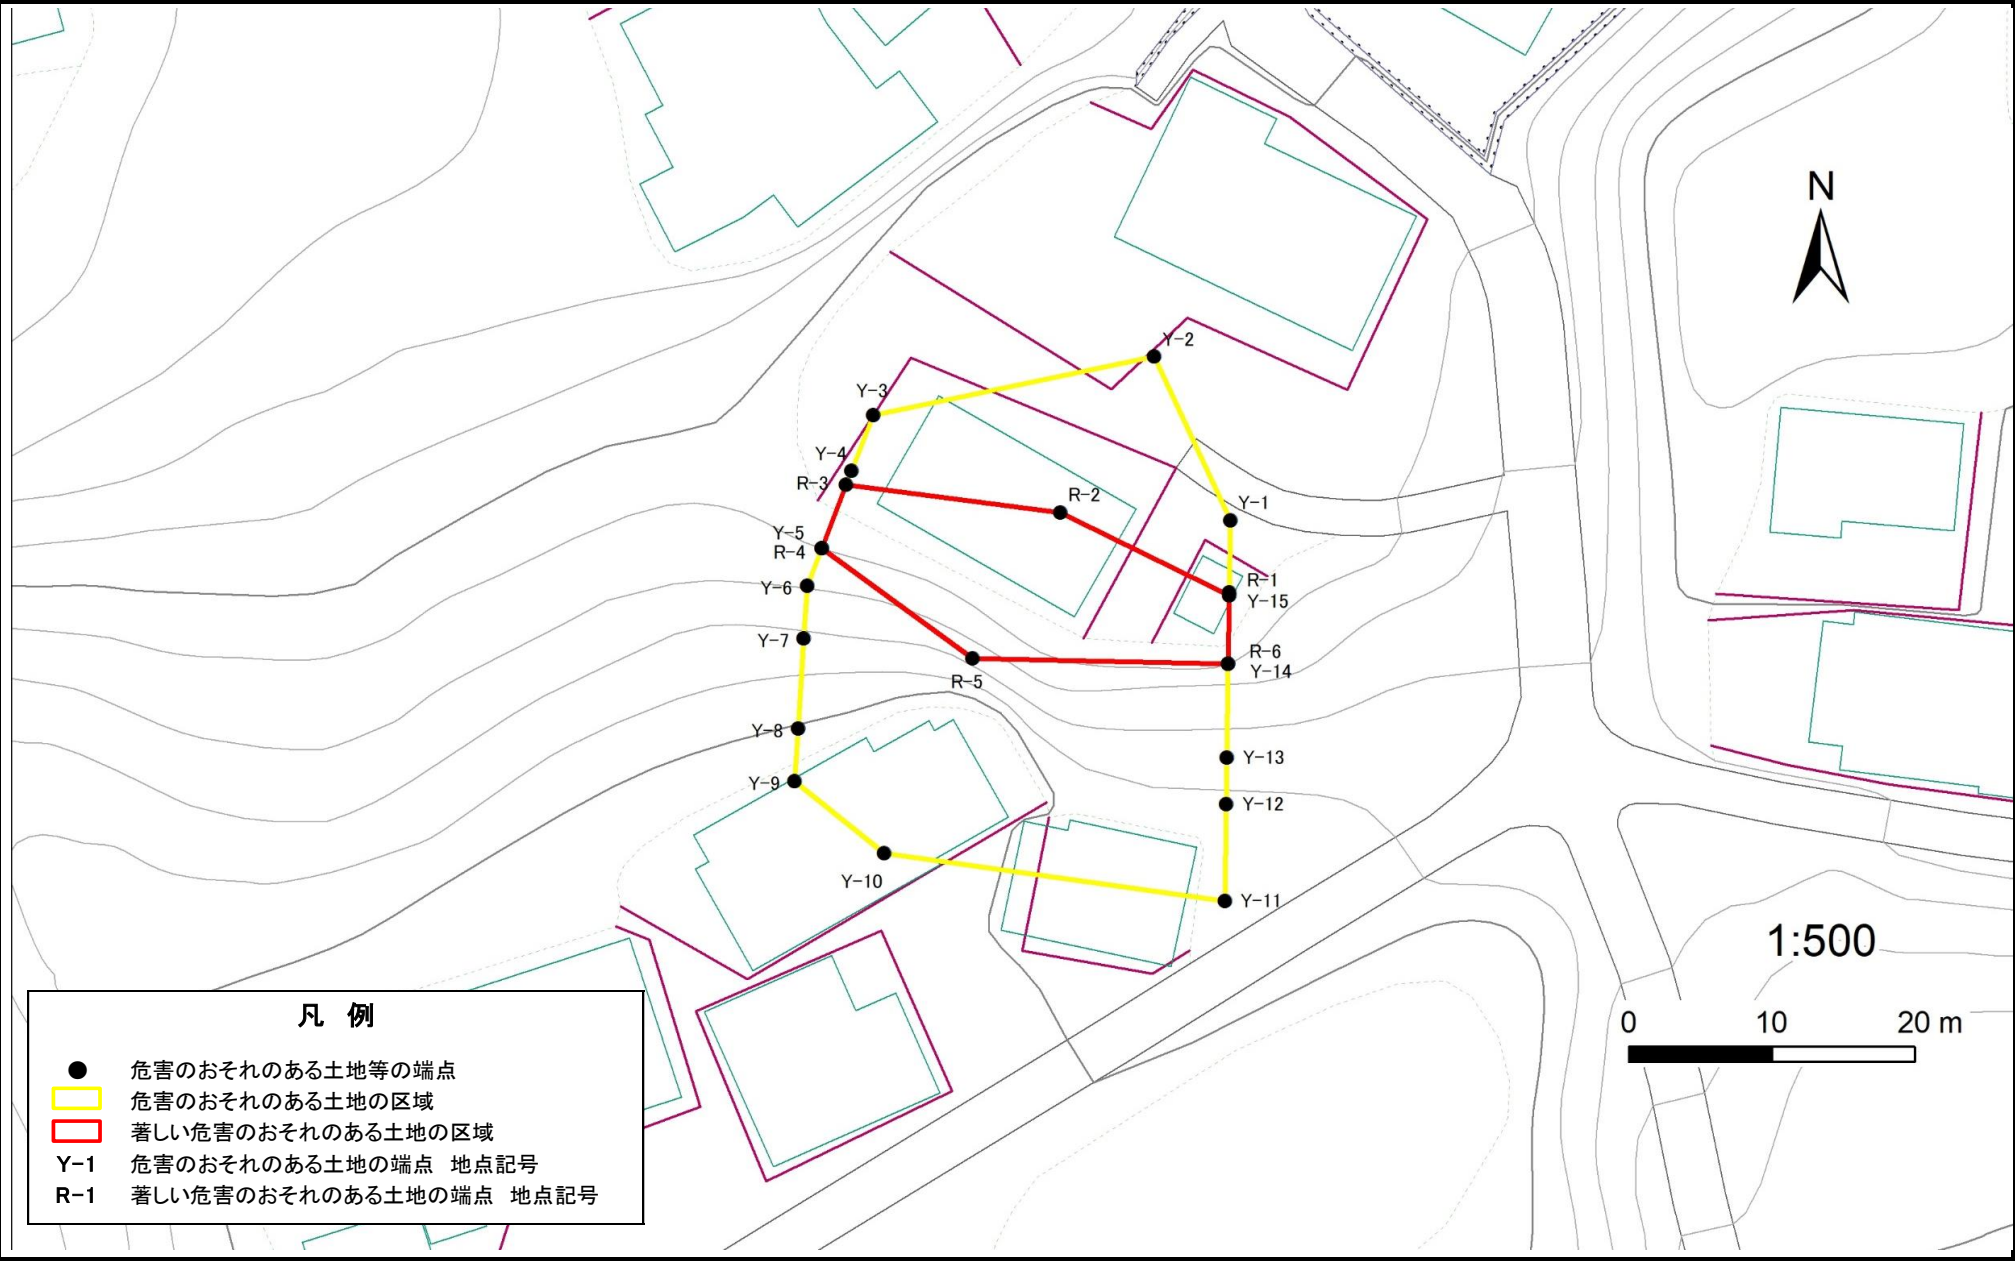 N
Y-2
Y-3
Y-4
R-3
R-2
Y-1
Y-5
R-4
Y-6
R-1
Y-15
Y-7
R-6
Y-14
R-5
Y-8
Y-13
Y-9
Y-12
Y-10
Y-11
1:500
0 10 20 m
凡 例
危害のおそれのある土地等の端点
危害のおそれのある土地の区域
著しい危害のおそれのある土地の区域
Y-1 危害のおそれのある土地の端点 地点記号
R-1 著しい危害のおそれのある土地の端点 地点記号